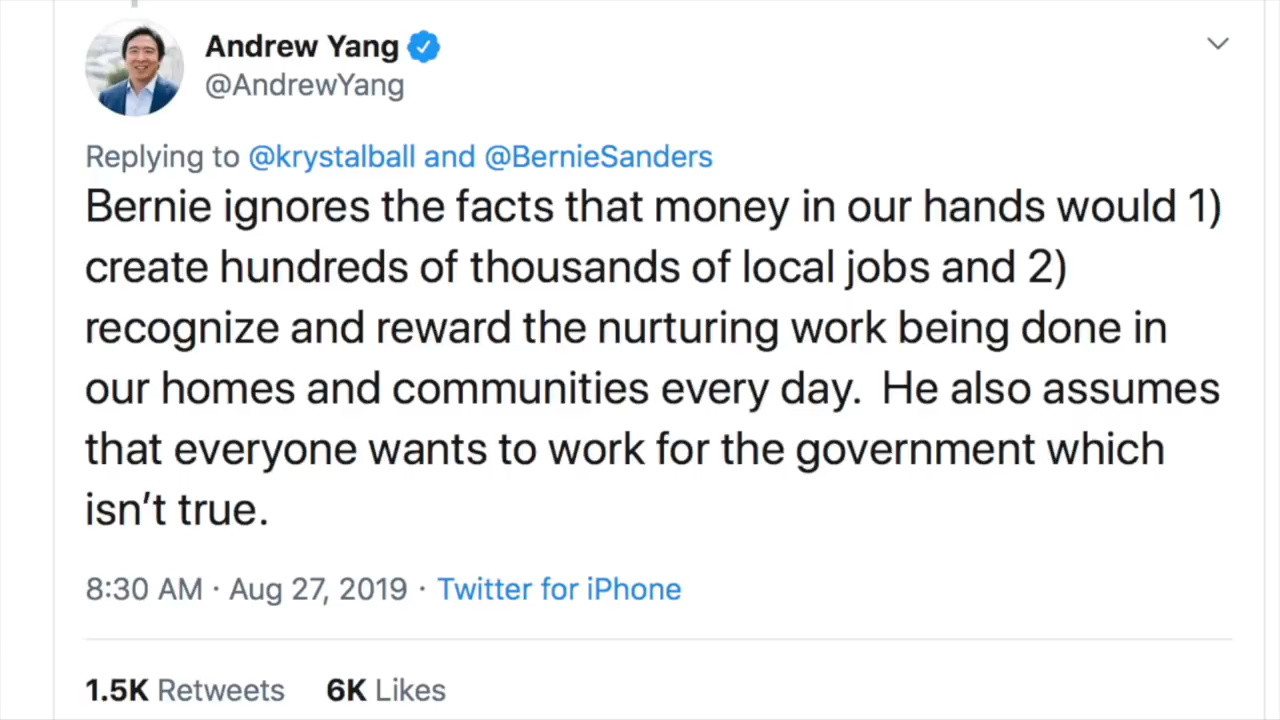 Andrew Yang
@AndrewYang
Replying to @krystalball and @BernieSanders
Bernie ignores the facts that money in our hands would 1)
create hundreds of thousands of local jobs and 2)
recognize and reward the nurturing work being done in
our homes and communities every day.  He also assumes
that everyone wants to work for the government which
isn’t true.
8:30 AM · Aug 27, 2019 · Twitter for iPhone
1.5K Retweets 6K Likes